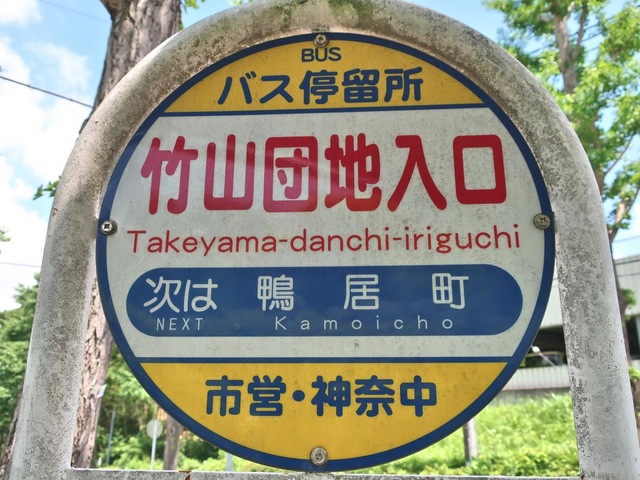 BUS
バス停留所
竹山団地入口
Takeyama-danchi-iriguchi
次は 鴨居町
NEXT Kamoicho
市営・神奈中